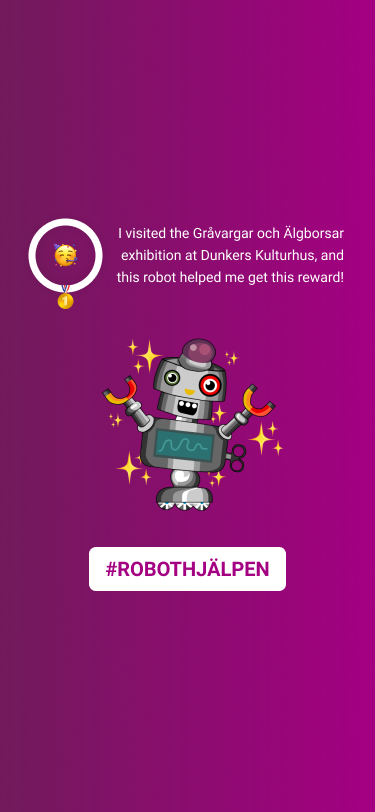 I visited the Gråvargar och Älgborsar
exhibition at Dunkers Kulturhus, and
this robot helped me get this reward!
1
#ROBOTHJÄLPEN